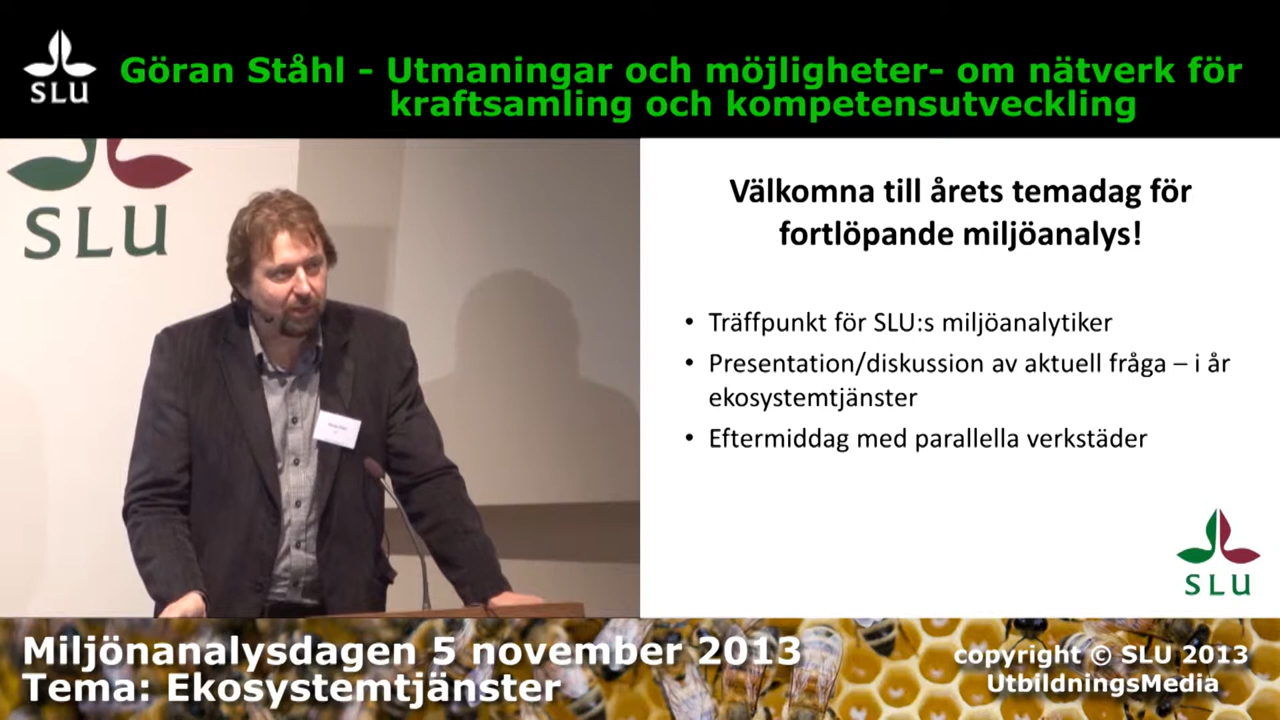 SLU
Göran Ståhl - Utmaningar och möjligheter- om nätverk för
kraftsamling och kompetensutveckling
SLU
Välkomna till årets temadag för
fortlöpande miljöanalys!
• Träffpunkt för SLU:s miljöanalytiker
• Presentation/diskussion av aktuell fråga – i år
ekosystemtjänster
• Eftermiddag med parallella verkstäder
SLU
Miljönanalysdagen 5 november 2013
Tema: Ekosystemtjänster
copyright © SLU 2013
UtbildningsMedia